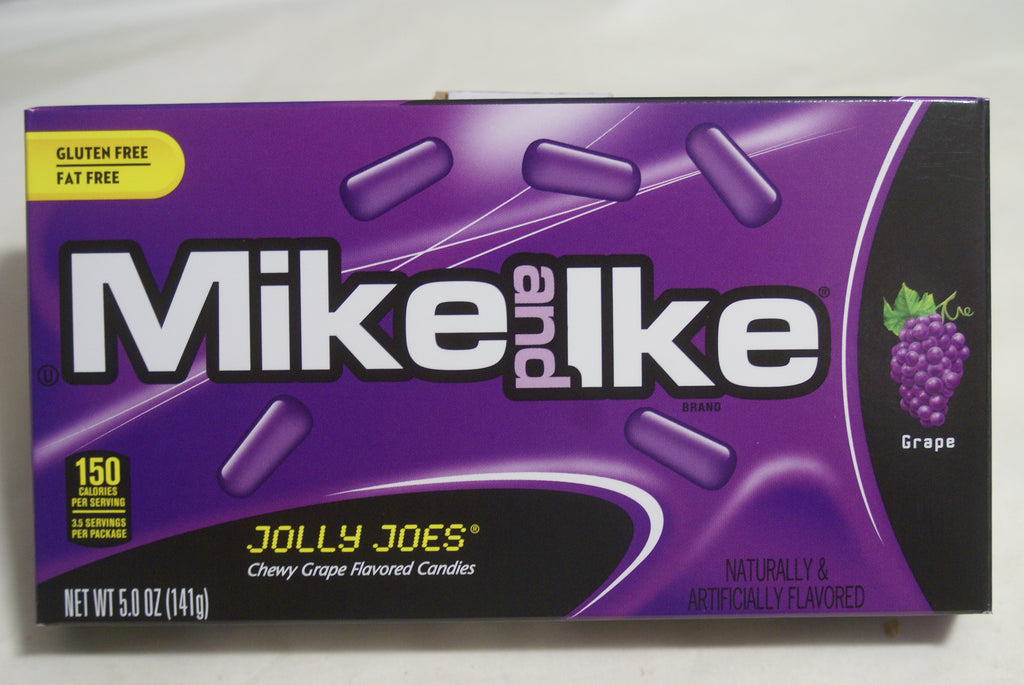 GLUTEN FREE
FAT FREE
Mike and Ike®
U
BRAND
Grape
150
CALORIES
PER SERVING
3.5 SERVINGS
PER PACKAGE
JOLLY JOES®
Chewy Grape Flavored Candies
NATURALLY &
ARTIFICIALLY FLAVORED
NET WT 5.0 OZ (141g)